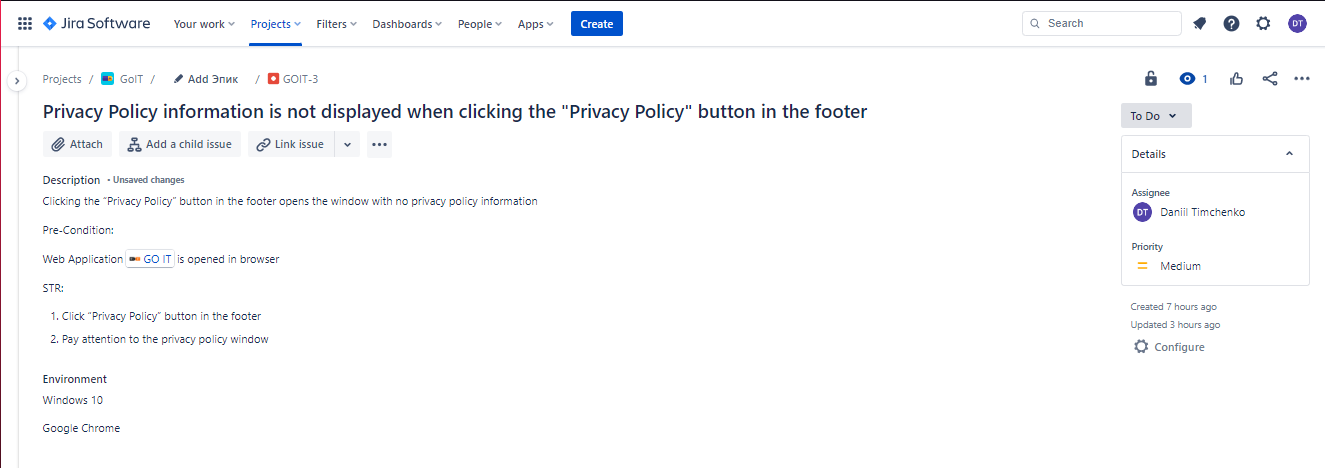 Jira Software Your work Projects Filters Dashboards People Apps Create Search DT
Projects / GoIT / Add Эпик / GOIT-3 1
Privacy Policy information is not displayed when clicking the "Privacy Policy" button in the footer
To Do
Attach Add a child issue Link issue
Details
Description • Unsaved changes
Clicking the “Privacy Policy” button in the footer opens the window with no privacy policy information
Pre-Condition:
Web Application GO IT is opened in browser
STR:
1. Click “Privacy Policy” button in the footer
2. Pay attention to the privacy policy window
Environment
Windows 10
Google Chrome
Assignee
DT Daniil Timchenko
Priority
Medium
Created 7 hours ago
Updated 3 hours ago
Configure